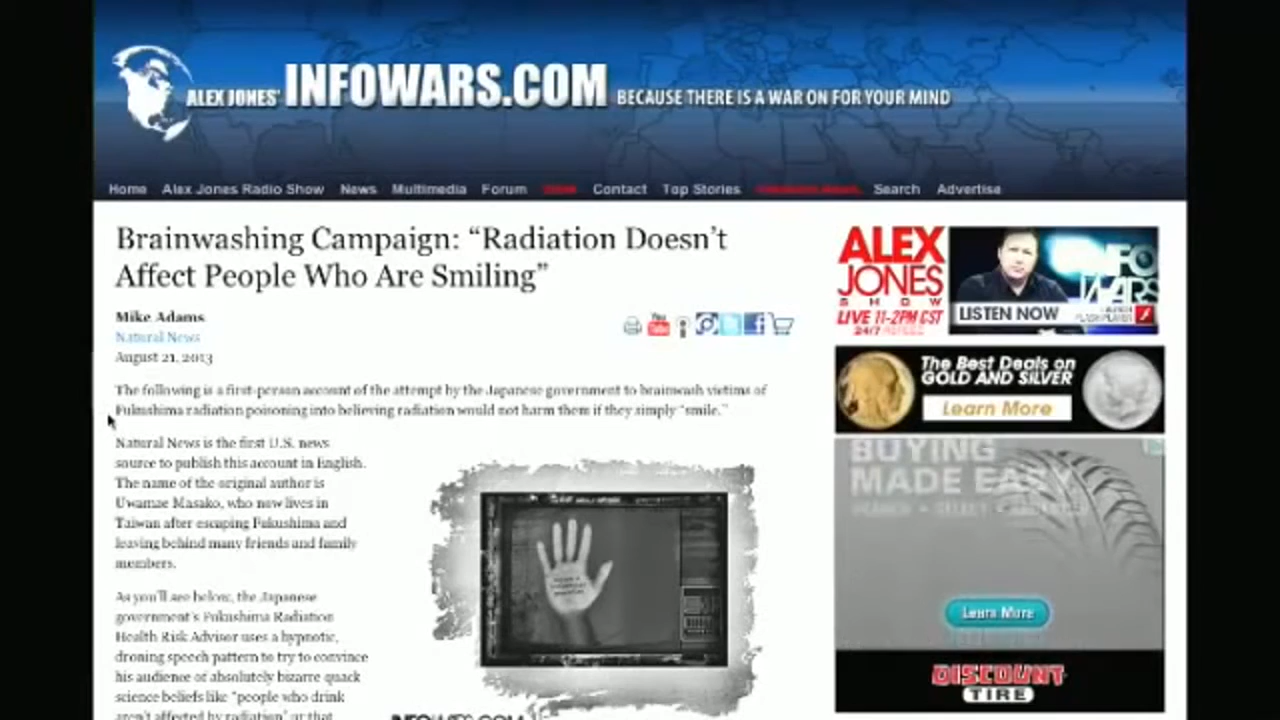 ALEX JONES' INFOWARS.COM BECAUSE THERE IS A WAR ON FOR YOUR MIND
Home Alex Jones Radio Show News Multimedia Forum Contact Top Stories Search Advertise
Brainwashing Campaign: “Radiation Doesn’t
Affect People Who Are Smiling”
Mike Adams
Natural News
August 21, 2013
The following is a first-person account of the attempt by the Japanese government to brainwash victims of
Fukushima radiation poisoning into believing radiation would not harm them if they simply “smile.”
Natural News is the first U.S. news
source to publish this account in English.
The name of the original author is
Uwamae Masako, who now lives in
Taiwan after escaping Fukushima and
leaving behind many friends and family
members.
As you'll see below, the Japanese
government's Fukushima Radiation
Health Risk Advisor uses a hypnotic,
droning speech pattern to try to convince
his audience of absolutely bizarre quack
science beliefs like “people who drink
aren't affected by radiation” or that
INFOWARS.COM
ALEX
JONES
SHOW
LIVE 11-2PM CST
24/7
LISTEN NOW
The Best Deals on
GOLD AND SILVER
Learn More
BUYING
MADE EASY
Learn More
DISCOUNT
TIRE